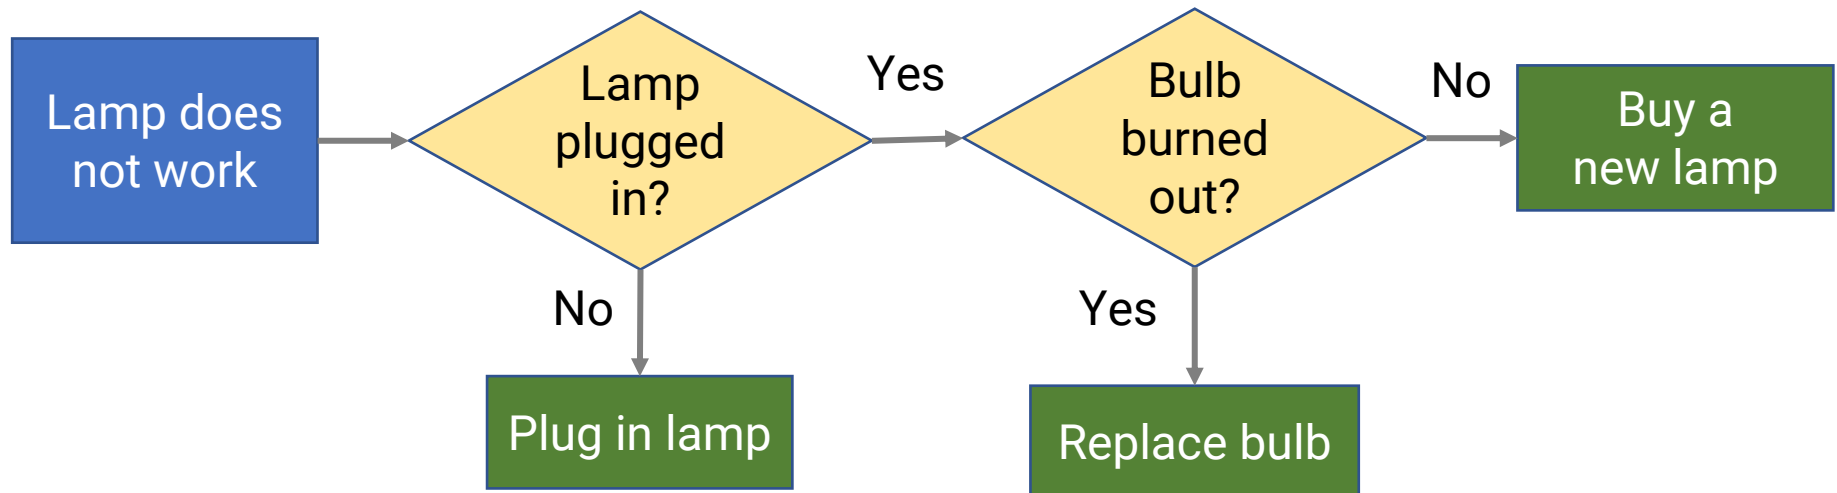 Lamp does
not work
Lamp
plugged
in?
Yes
Bulb
burned
out?
No
Buy a
new lamp
No
Plug in lamp
Yes
Replace bulb